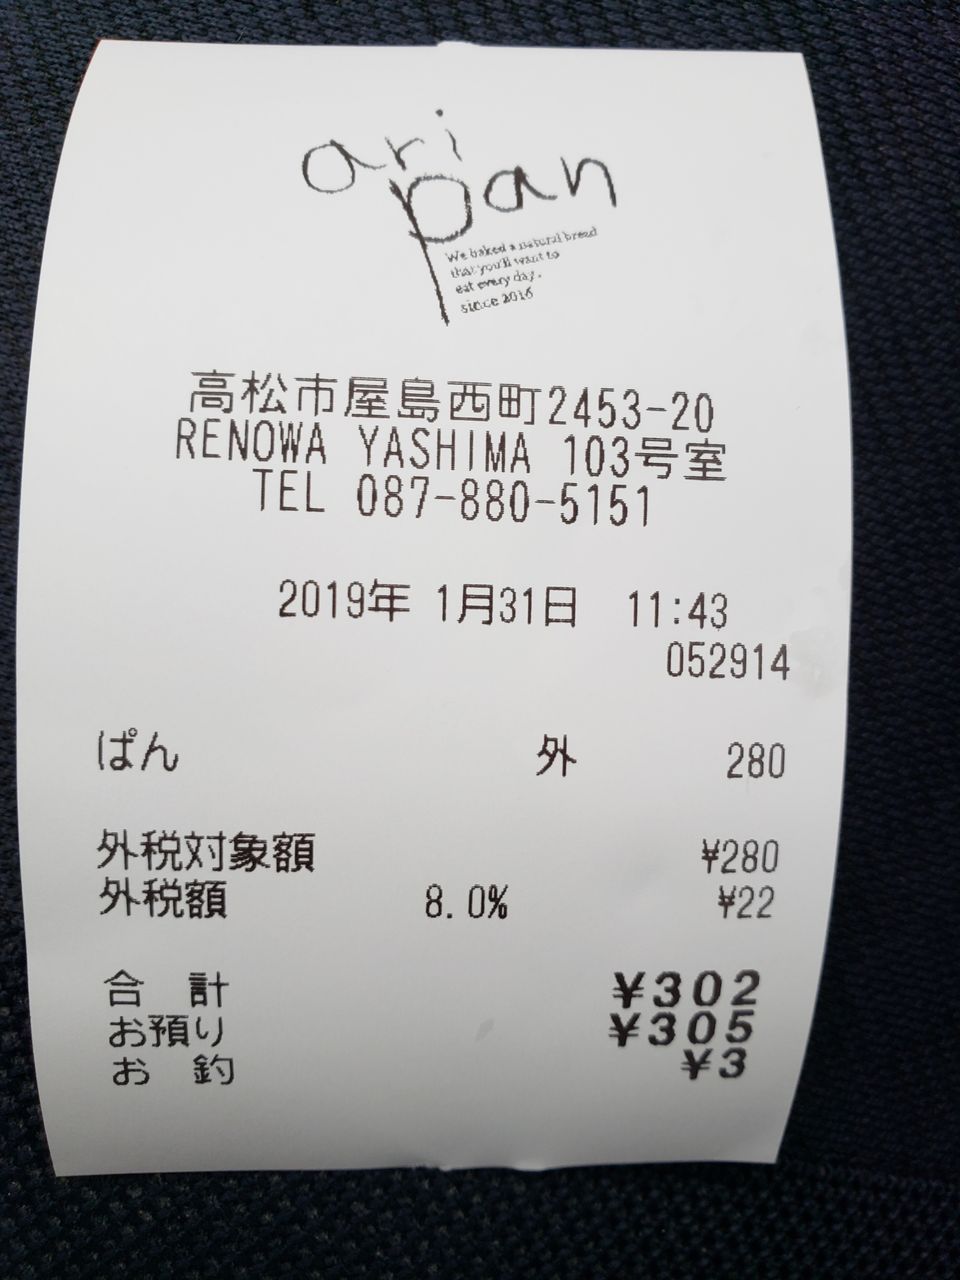 ari
pan
We baked a natural bread
that you'll want to
eat every day.
since 2016
高松市屋島西町2453-20
RENOWA YASHIMA 103号室
TEL 087-880-5151
2019年 1月31日 11:43
052914
ぱん 外 280
外税対象額 ¥280
外税額 8.0% ¥22
合 計 ¥302
お預り ¥305
お 釣 ¥3